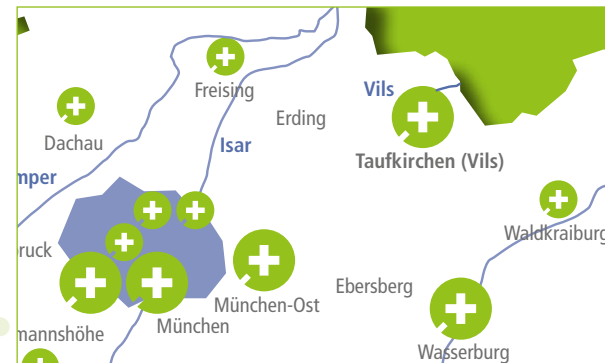 Freising
Vils
Erding
Dachau
Isar
Taufkirchen (Vils)
mper
Waldkraiburg
ruck
Ebersberg
München-Ost
München
mannshöhe
Wasserburg